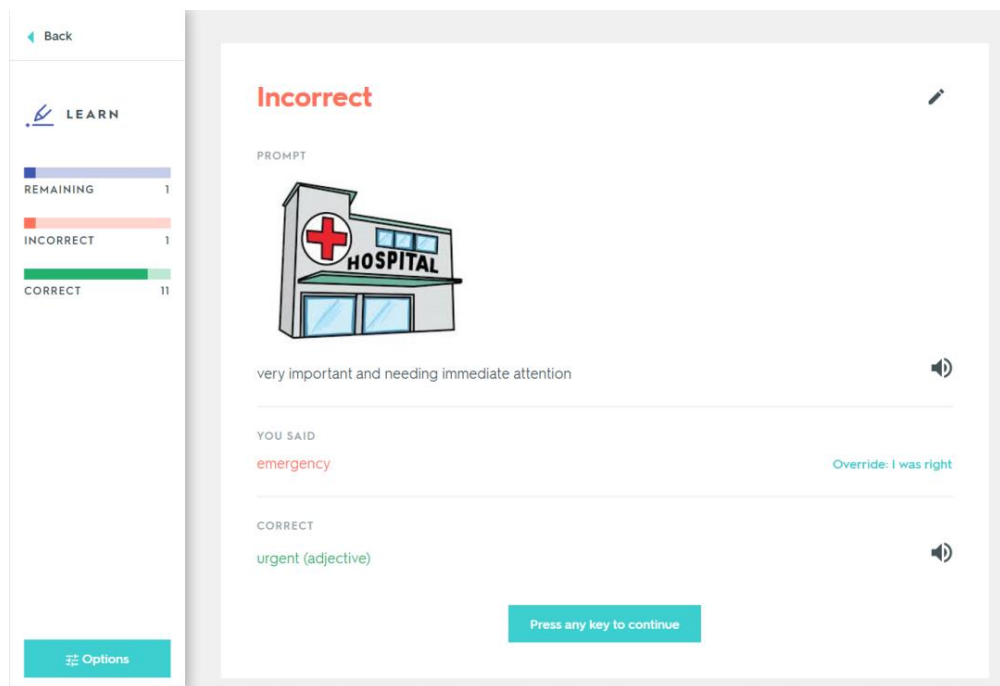 Back
LEARN
REMAINING 1
INCORRECT 1
CORRECT 11
Options
Incorrect
PROMPT
HOSPITAL
very important and needing immediate attention
YOU SAID
emergency
Override: I was right
CORRECT
urgent (adjective)
Press any key to continue